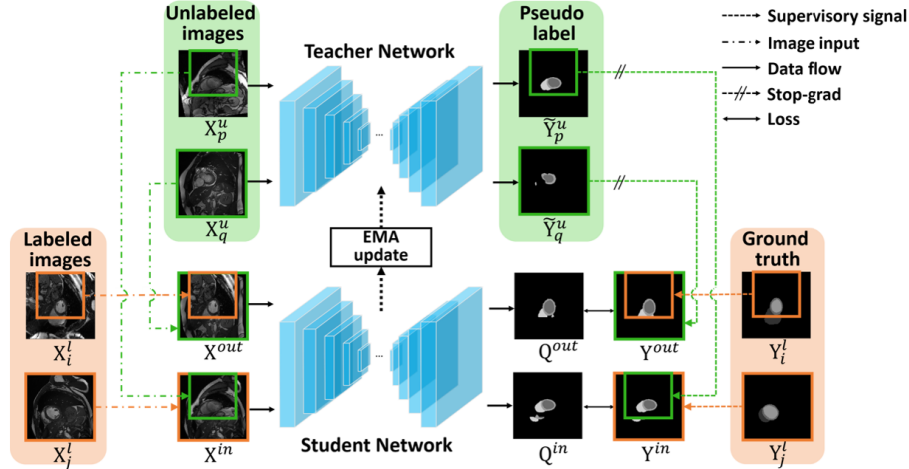 Unlabeled
images
Teacher Network
Pseudo
label
Supervisory signal
Image input
Data flow
Stop-grad
Loss
X_p^u
...
Ỹ_p^u
X_q^u
Ỹ_q^u
Labeled
images
EMA
update
Ground
truth
X_i^l
X^out
...
Q^out
Y^out
Y_i^l
X_j^l
X^in
Student Network
Q^in
Y^in
Y_j^l